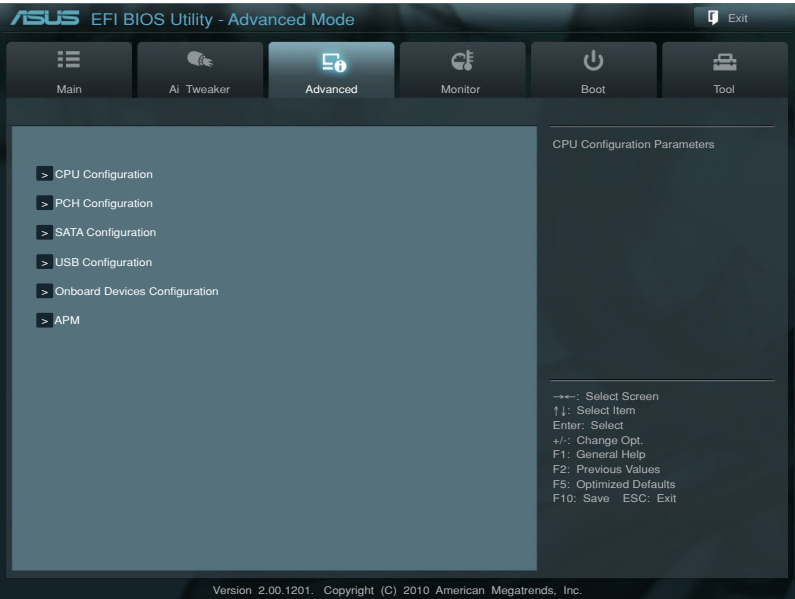 ASUS EFI BIOS Utility - Advanced Mode
Exit
Main
Ai Tweaker
Advanced
Monitor
Boot
Tool
> CPU Configuration
> PCH Configuration
> SATA Configuration
> USB Configuration
> Onboard Devices Configuration
> APM
CPU Configuration Parameters
→←: Select Screen
↑↓: Select Item
Enter: Select
+/-: Change Opt.
F1: General Help
F2: Previous Values
F5: Optimized Defaults
F10: Save ESC: Exit
Version 2.00.1201. Copyright (C) 2010 American Megatrends, Inc.